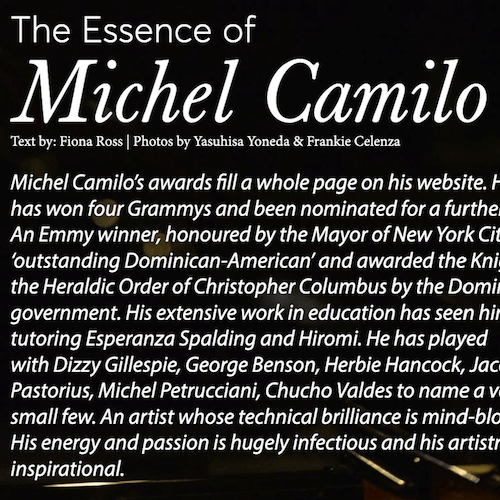 The Essence of
Michel Camilo
Text by: Fiona Ross | Photos by Yasuhisa Yoneda & Frankie Celenza
Michel Camilo's awards fill a whole page on his website. H
has won four Grammys and been nominated for a further
An Emmy winner, honoured by the Mayor of New York Cit
'outstanding Dominican-American' and awarded the Kni
the Heraldic Order of Christopher Columbus by the Domin
government. His extensive work in education has seen him
tutoring Esperanza Spalding and Hiromi. He has played
with Dizzy Gillespie, George Benson, Herbie Hancock, Jac
Pastorius, Michel Petrucciani, Chucho Valdes to name a ve
small few. An artist whose technical brilliance is mind-blo
His energy and passion is hugely infectious and his artistr
inspirational.